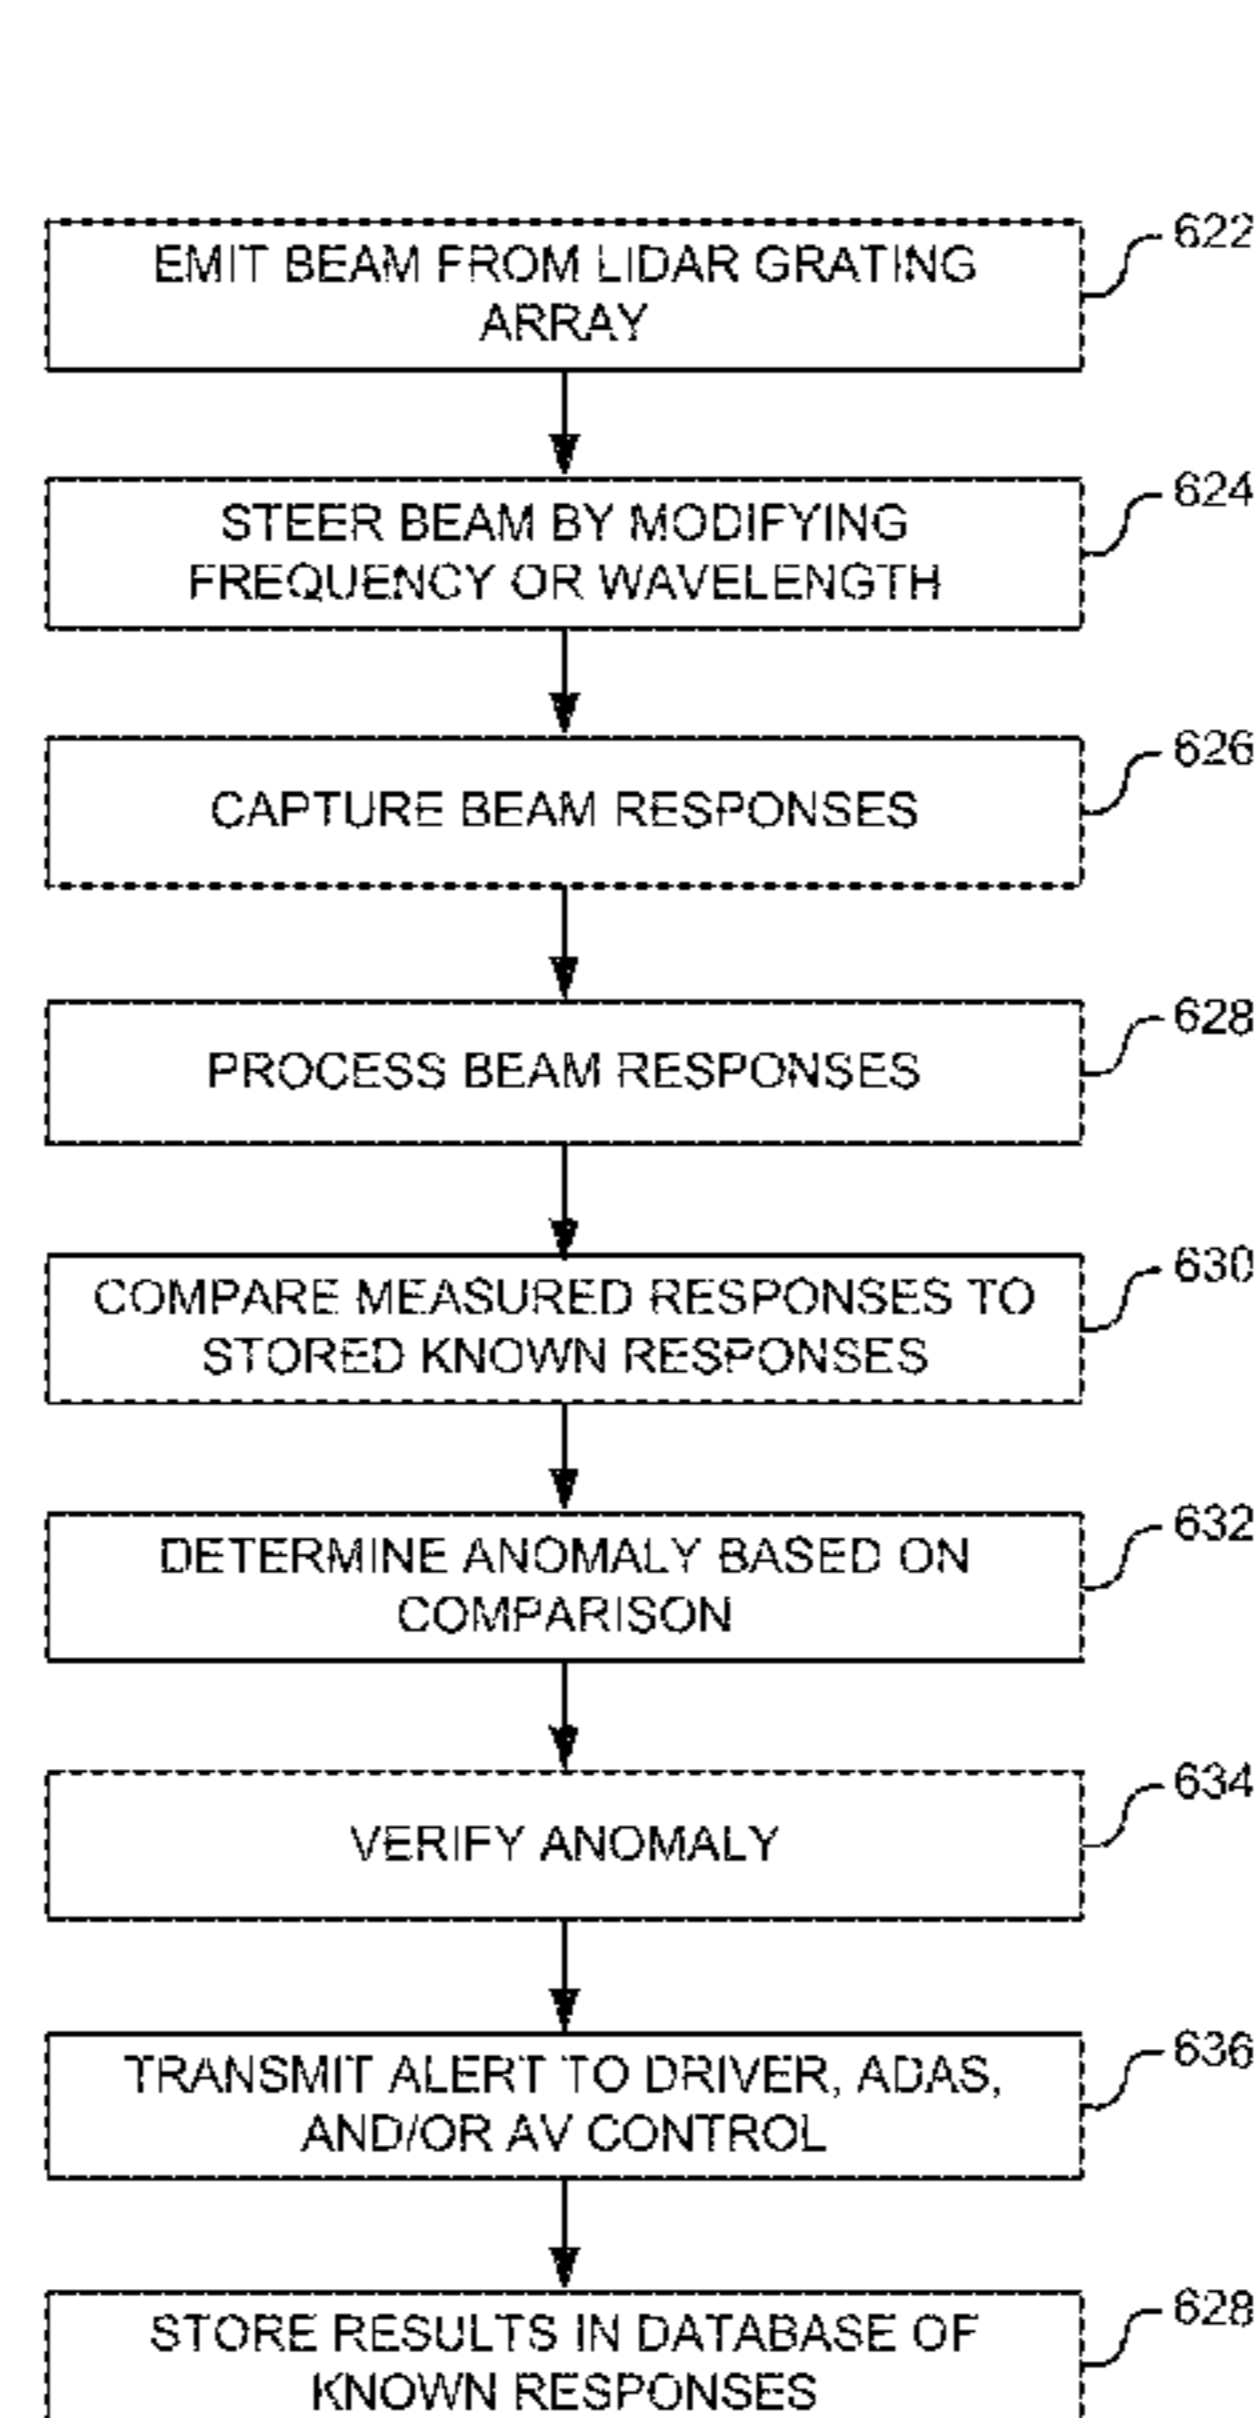 EMIT BEAM FROM LIDAR GRATING
ARRAY
622
STEER BEAM BY MODIFYING
FREQUENCY OR WAVELENGTH
624
CAPTURE BEAM RESPONSES
626
PROCESS BEAM RESPONSES
628
COMPARE MEASURED RESPONSES TO
STORED KNOWN RESPONSES
630
DETERMINE ANOMALY BASED ON
COMPARISON
632
VERIFY ANOMALY
634
TRANSMIT ALERT TO DRIVER, ADAS,
AND/OR AV CONTROL
636
STORE RESULTS IN DATABASE OF
KNOWN RESPONSES
628